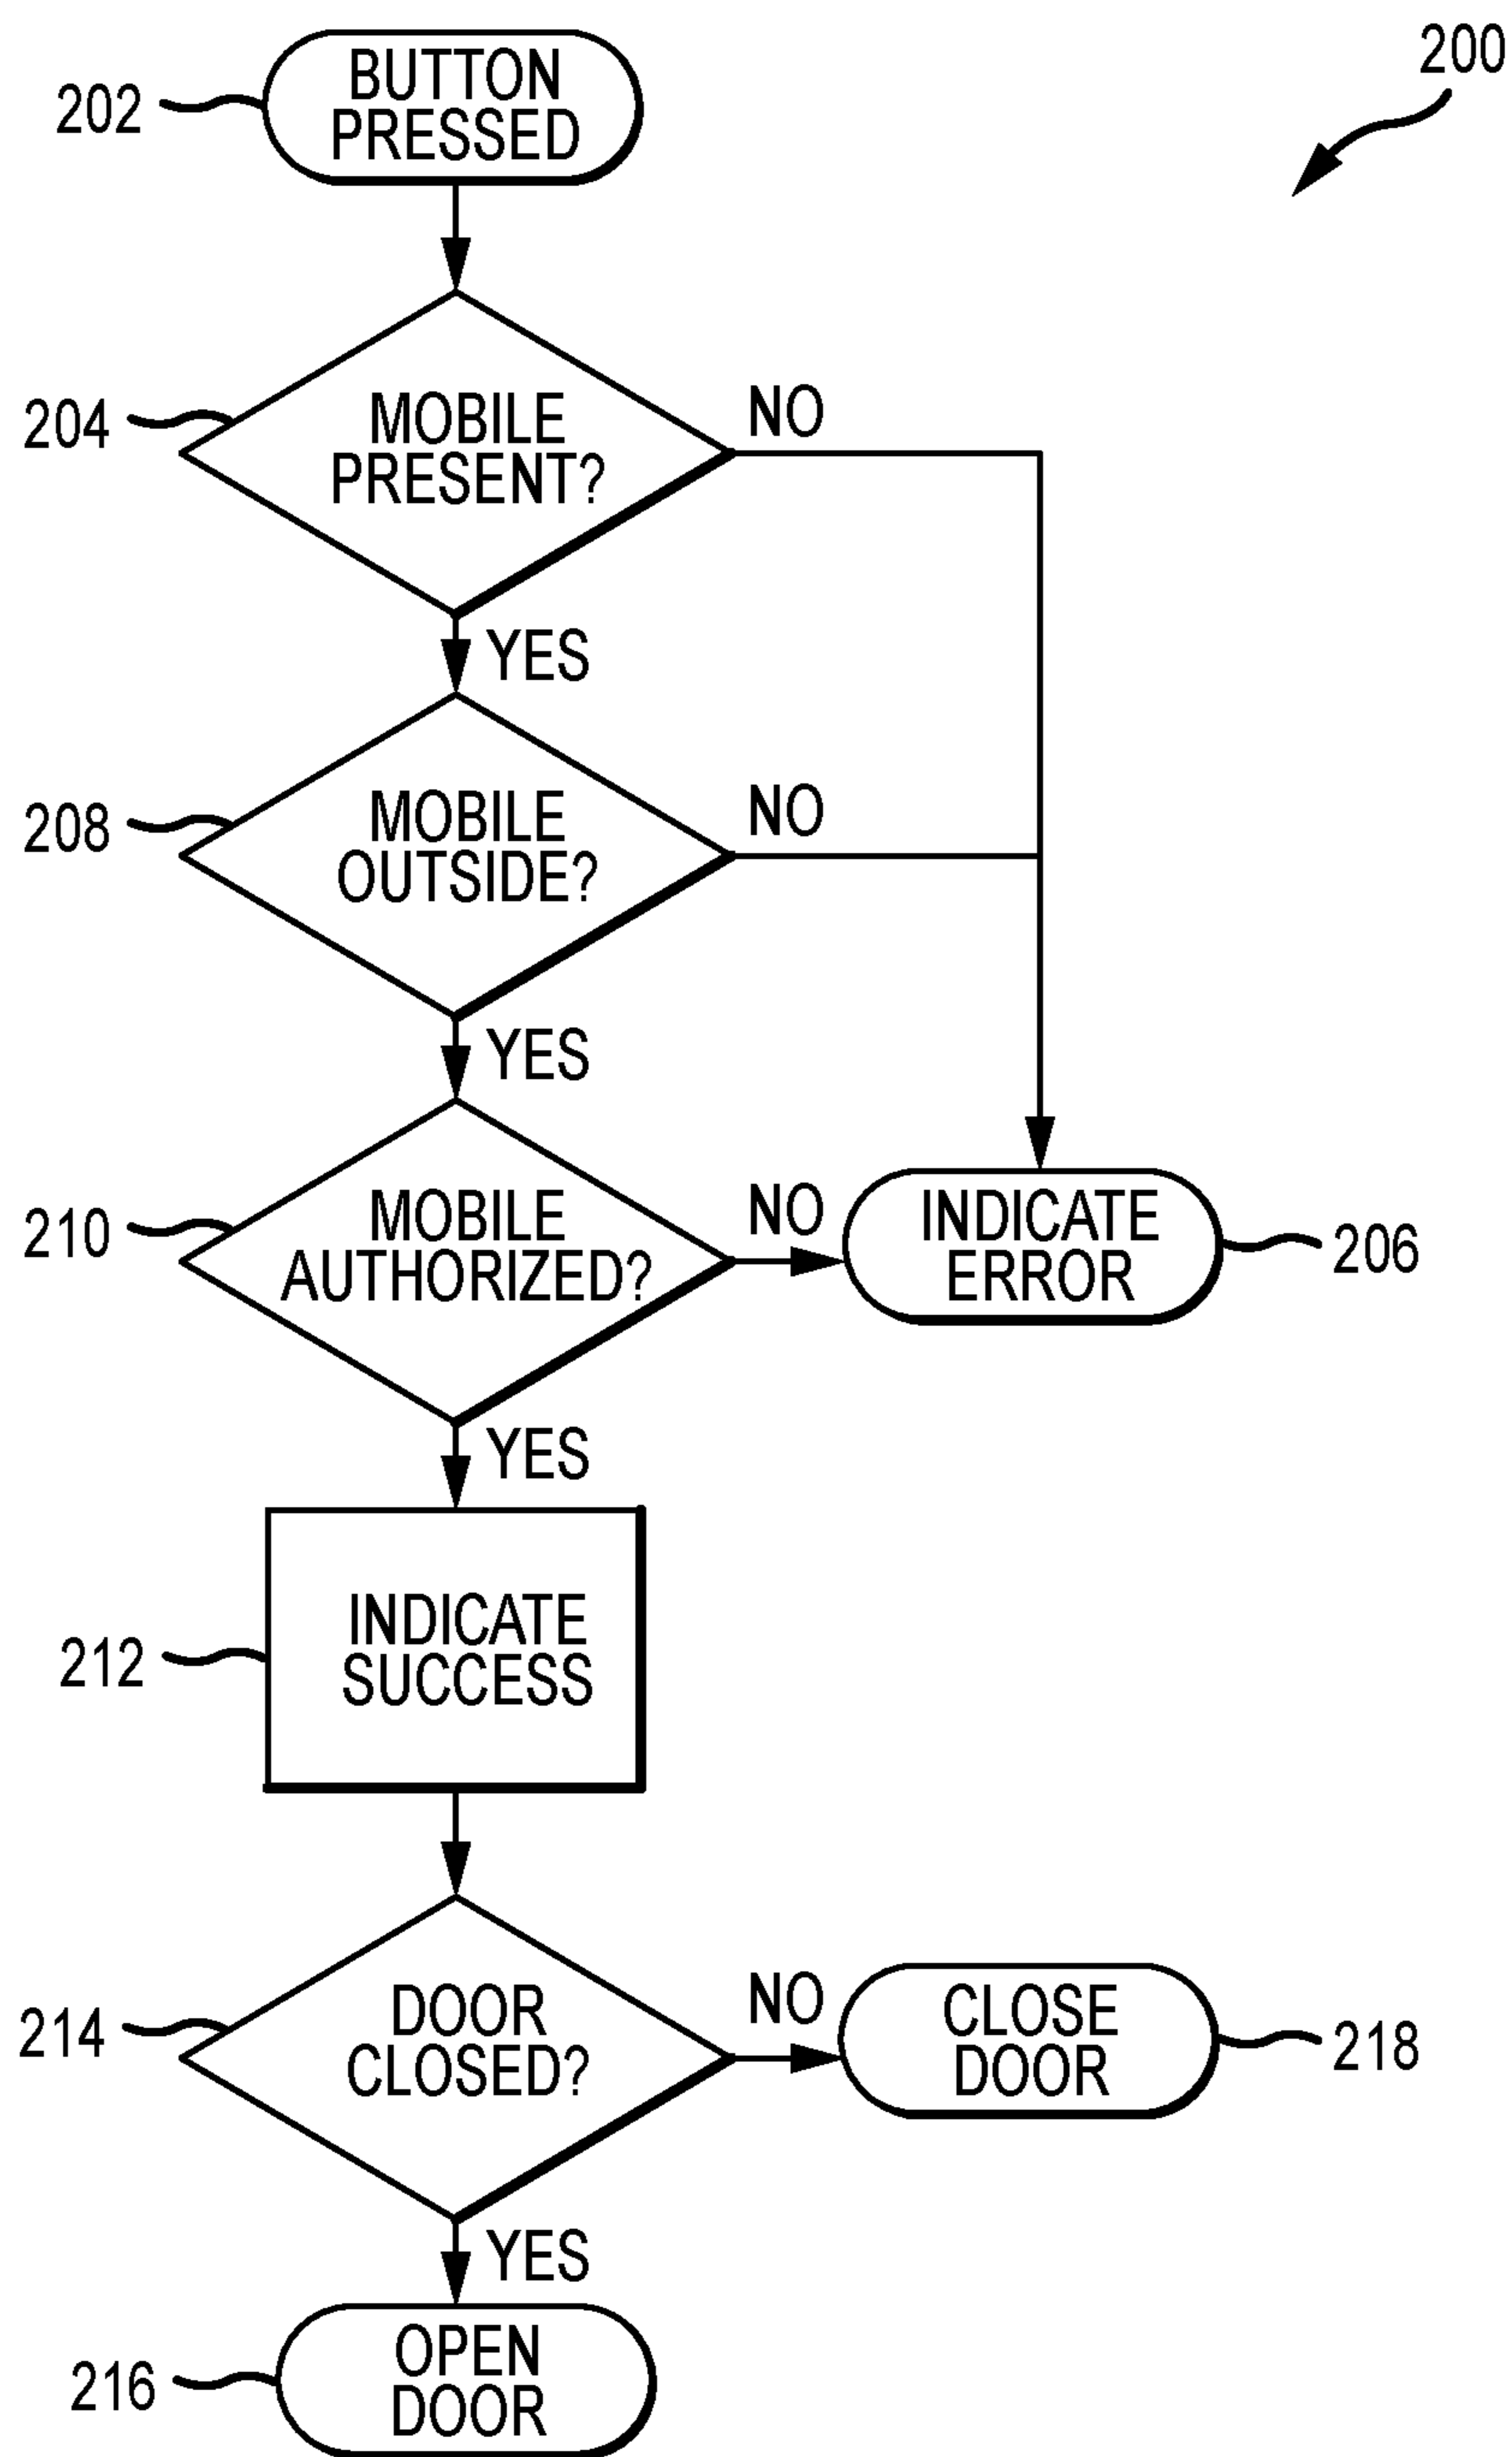 200
202
BUTTON
PRESSED
204
MOBILE
PRESENT?
NO
YES
208
MOBILE
OUTSIDE?
NO
YES
210
MOBILE
AUTHORIZED?
NO
INDICATE
ERROR
206
YES
212
INDICATE
SUCCESS
214
DOOR
CLOSED?
NO
CLOSE
DOOR
218
YES
216
OPEN
DOOR